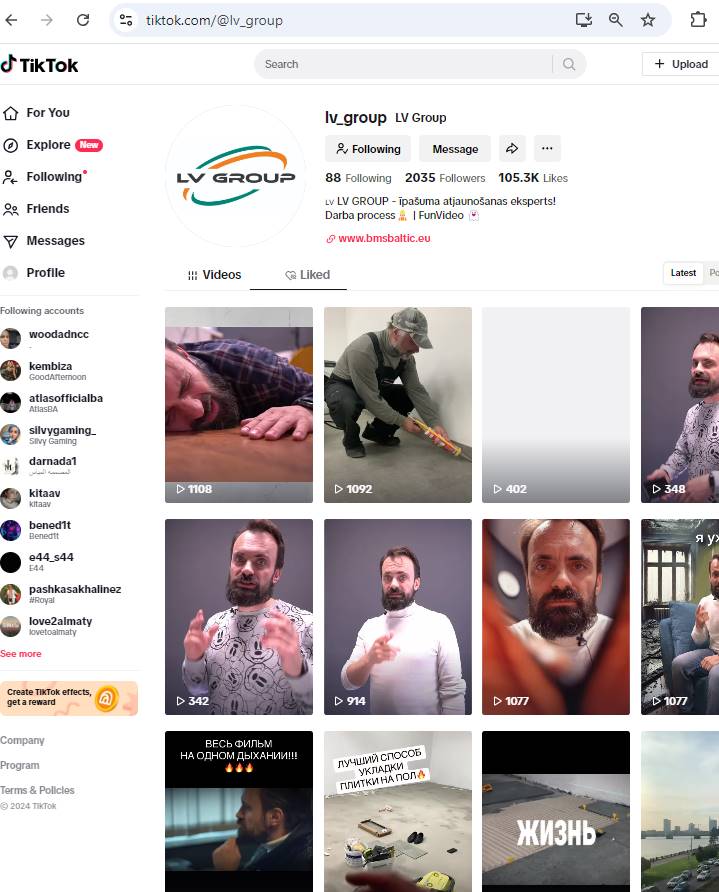 tiktok.com/@lv_group
TikTok
Search
Upload
For You
Explore New
Following
Friends
Messages
Profile
Following accounts
woodadncc
.
kembiza
GoodAfternoon
atlasofficialba
AtlasBA
silvygaming_
Silvy Gaming
darnada1
kitaav
kitaav
bened1t
Bened1t
e44_s44
E44
pashkasakhalinez
#Royal
love2almaty
lovetoalmaty
See more
Create TikTok effects,
get a reward
Company
Program
Terms & Policies
© 2024 TikTok
LV GROUP
lv_group LV Group
Following Message
88 Following 2035 Followers 105.3K Likes
LV LV GROUP - īpašuma atjaunošanas eksperts!
Darba process | FunVideo
www.bmsbaltic.eu
Videos Liked
Latest Po
1108
1092
402
348
342
914
1077
я ух
1077
ВЕСЬ ФИЛЬМ
НА ОДНОМ ДЫХАНИИ!!!
ЛУЧШИЙ СПОСОБ
УКЛАДКИ
ПЛИТКИ НА ПОЛ
ЖИЗНЬ